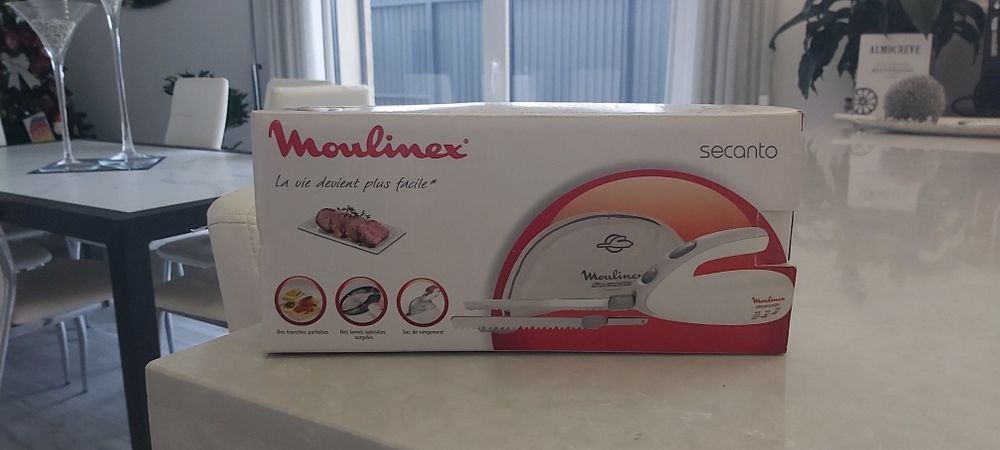 Moulinex
secanto
La vie devient plus facile*
Moulinex
Moulinex
Des tranches parfaites
Des lames spéciales
surgelés
Sac de rangement
ALMOCREVE